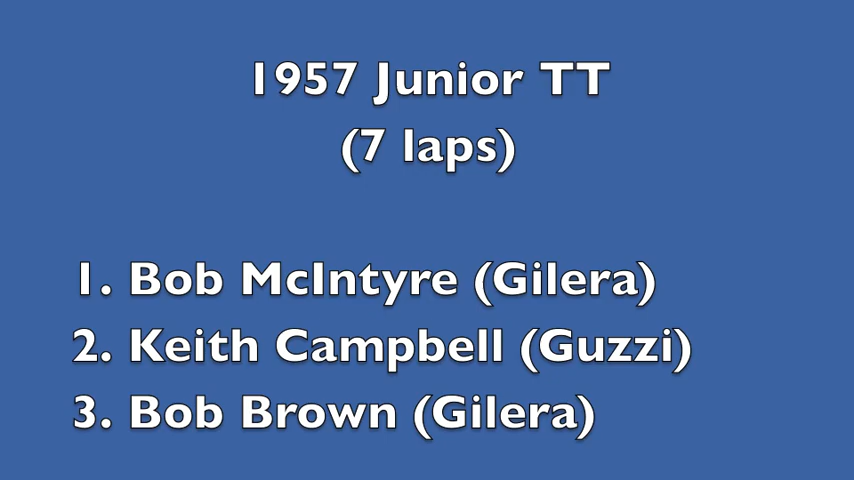 1957 Junior TT
(7 laps)
1. Bob McIntyre (Gilera)
2. Keith Campbell (Guzzi)
3. Bob Brown (Gilera)